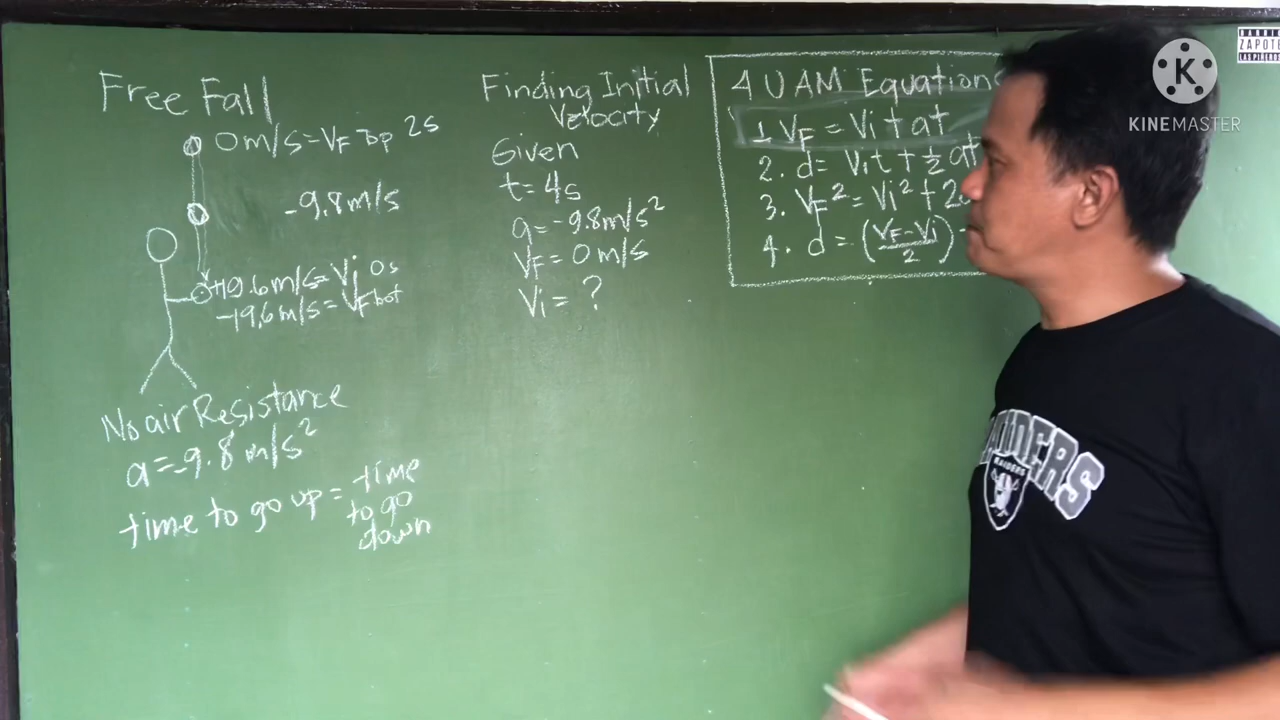 Free Fall
0 m/s = VF Top 2s
-9.8 m/s
+19.6 m/s = Vi 0s
-19.6 m/s = VF bot
No air Resistance
a = -9.8 m/s²
time to go up = time
to go
down
Finding Initial
Velocity
Given
t = 4s
a = -9.8 m/s²
VF = 0 m/s
Vi = ?
4 UAM Equations
1 VF = Vi + at
2. d = Vit + ½ at
3. VF² = Vi² + 2
4. d = (VF - Vi / 2)
RAIDERS
RAIDERS
K
KINEMASTER
ZAPOTE